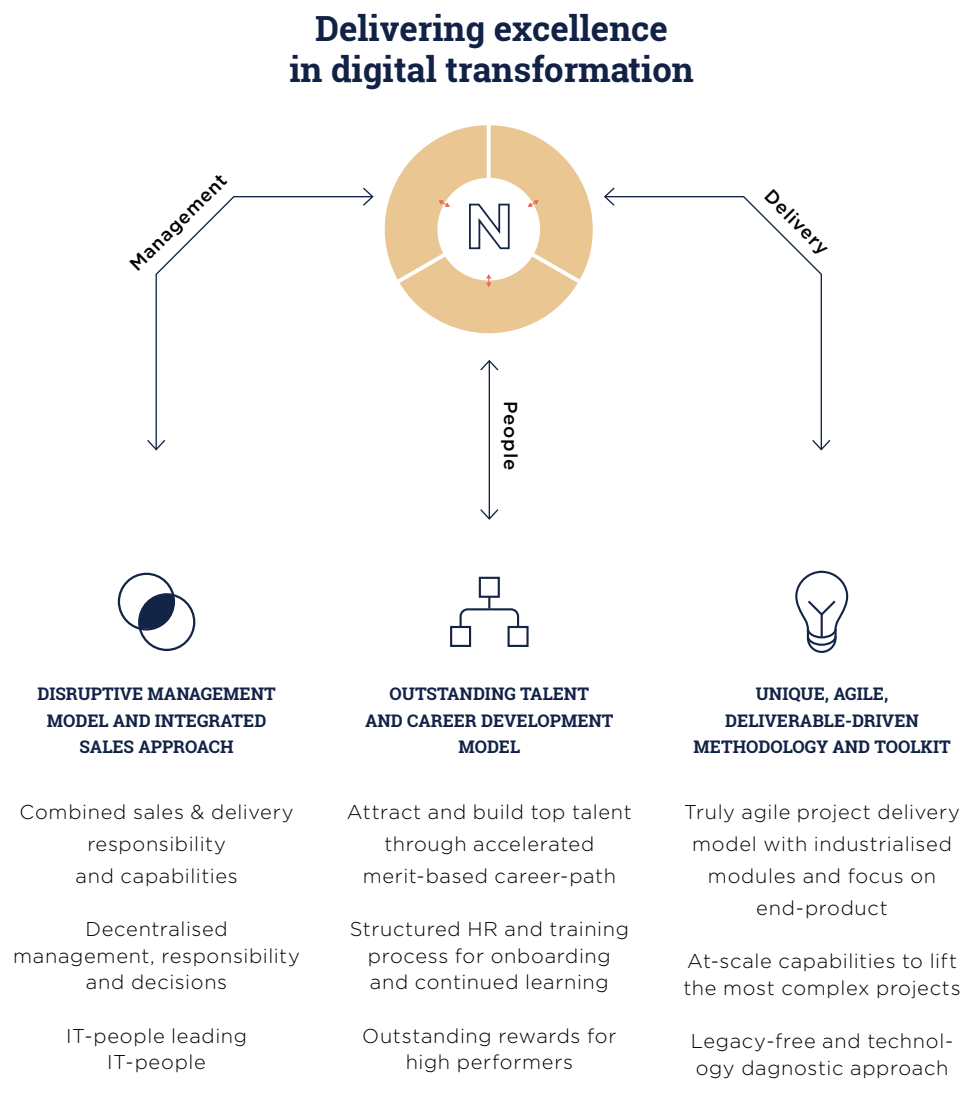 Delivering excellence
in digital transformation
Management
N
Delivery
People
DISRUPTIVE MANAGEMENT
MODEL AND INTEGRATED
SALES APPROACH
Combined sales & delivery
responsibility
and capabilities
Decentralised
management, responsibility
and decisions
IT-people leading
IT-people
OUTSTANDING TALENT
AND CAREER DEVELOPMENT
MODEL
Attract and build top talent
through accelerated
merit-based career-path
Structured HR and training
process for onboarding
and continued learning
Outstanding rewards for
high performers
UNIQUE, AGILE,
DELIVERABLE-DRIVEN
METHODOLOGY AND TOOLKIT
Truly agile project delivery
model with industrialised
modules and focus on
end-product
At-scale capabilities to lift
the most complex projects
Legacy-free and technol-
ogy dagnostic approach